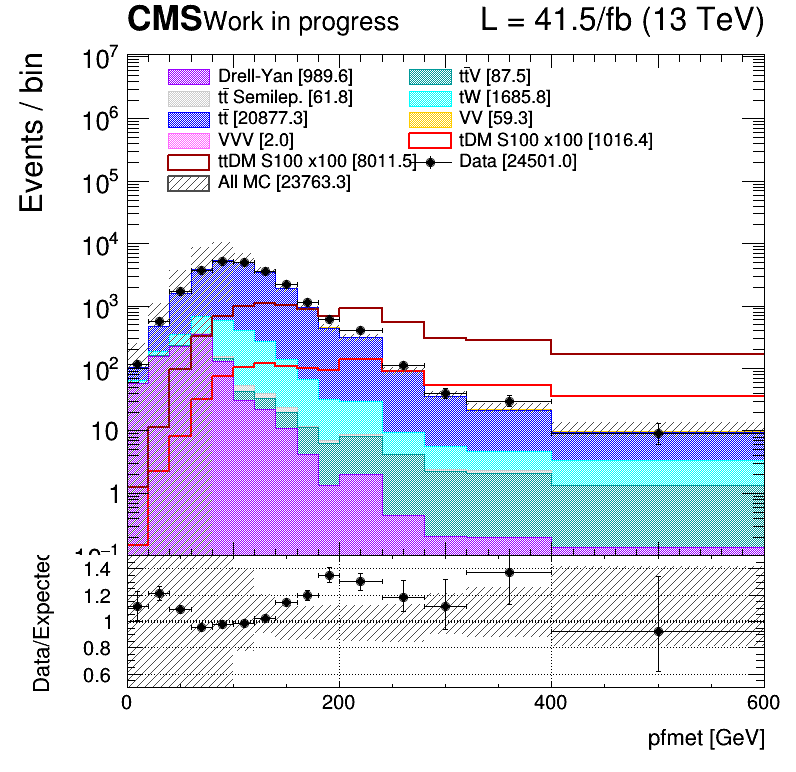 CMS Work in progress L = 41.5/fb (13 TeV)
Events / bin
10⁷
10⁶
10⁵
10⁴
10³
10²
10
1
10⁻¹
Drell-Yan [989.6]
tt̄V [87.5]
tt̄ Semilep. [61.8]
tW [1685.8]
tt̄ [20877.3]
VV [59.3]
VVV [2.0]
tDM S100 x100 [1016.4]
ttDM S100 x100 [8011.5]
Data [24501.0]
All MC [23763.3]
Data/Expected
1.4
1.2
1
0.8
0.6
0 200 400 600
pfmet [GeV]